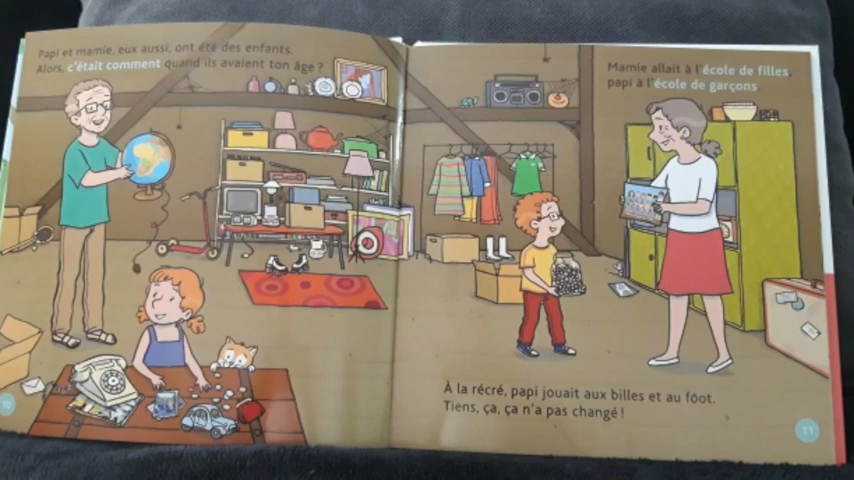 Papi et mamie, eux aussi, ont été des enfants.
Alors, c'était comment quand ils avaient ton âge ?
Mamie allait à l'école de filles,
papi à l'école de garçons.
À la récré, papi jouait aux billes et au foot.
Tiens, ça, ça n'a pas changé !
10
11